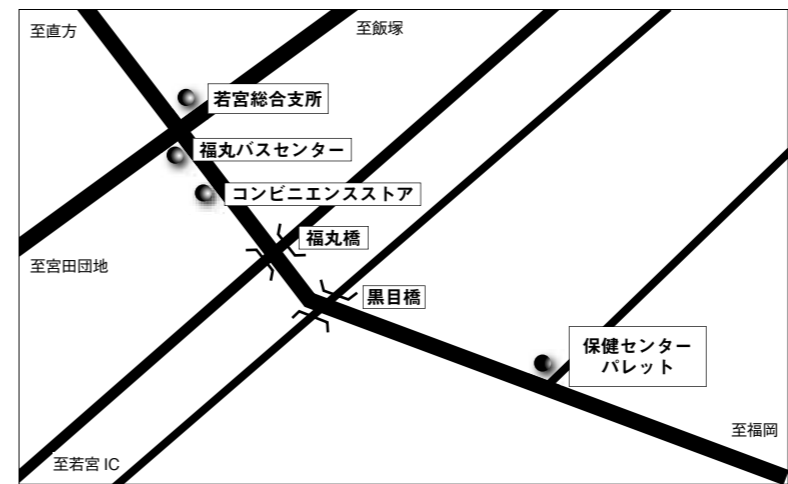 至直方
至飯塚
若宮総合支所
福丸バスセンター
コンビニエンスストア
福丸橋
至宮田団地
黒目橋
保健センター
パレット
至福岡
至若宮 IC